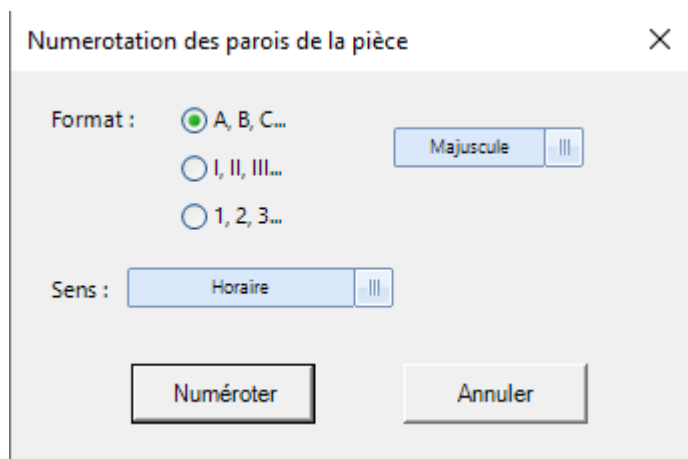 Numerotation des parois de la pièce
Format :
A, B, C...
Majuscule
I, II, III...
1, 2, 3...
Sens :
Horaire
Numéroter
Annuler